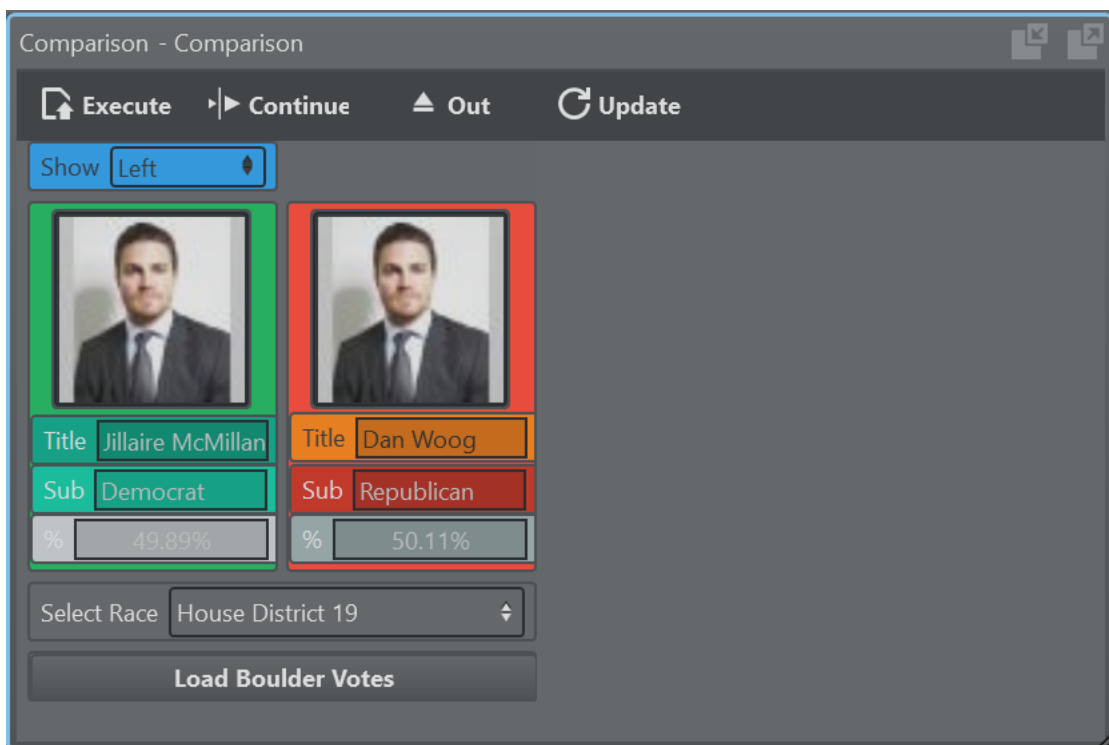 Comparison - Comparison
Execute Continue Out Update
Show Left
Title Jillaire McMillan Title Dan Woog
Sub Democrat Sub Republican
% 49.89% % 50.11%
Select Race House District 19
Load Boulder Votes